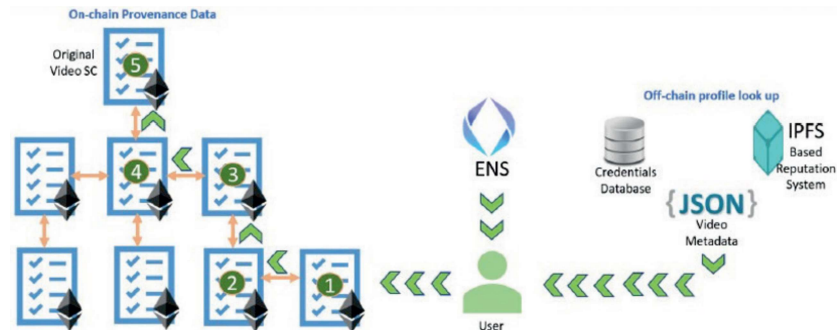 On-chain Provenance Data
Original
Video SC
5
4
3
2
1
ENS
User
Off-chain profile look up
Credentials
Database
IPFS
Based
Reputation
System
{JSON}
Video
Metadata